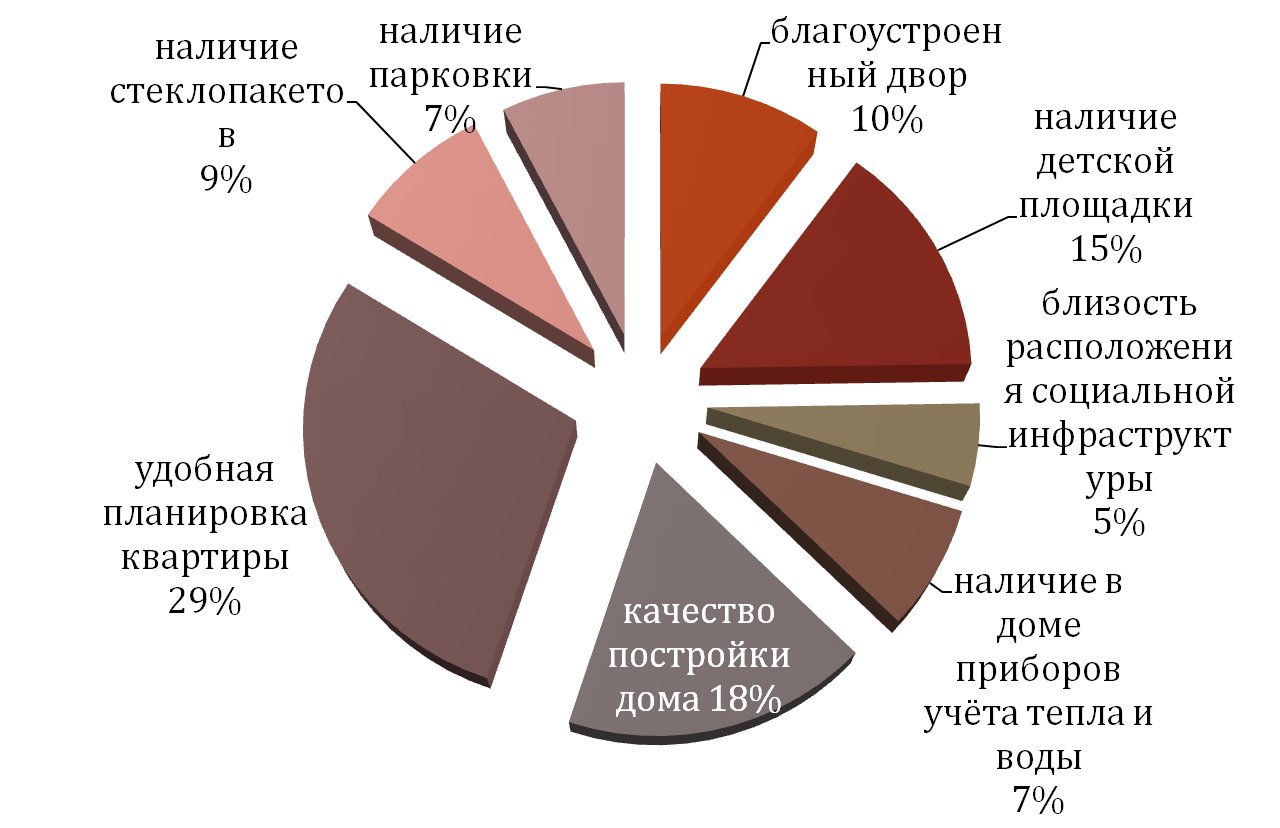 наличие
стеклопакето
в
9%
наличие
парковки
7%
благоустроен
ный двор
10%
наличие
детской
площадки
15%
близость
расположени
я социальной
инфраструкт
уры
5%
наличие в
доме
приборов
учёта тепла и
воды
7%
качество
постройки
дома 18%
удобная
планировка
квартиры
29%